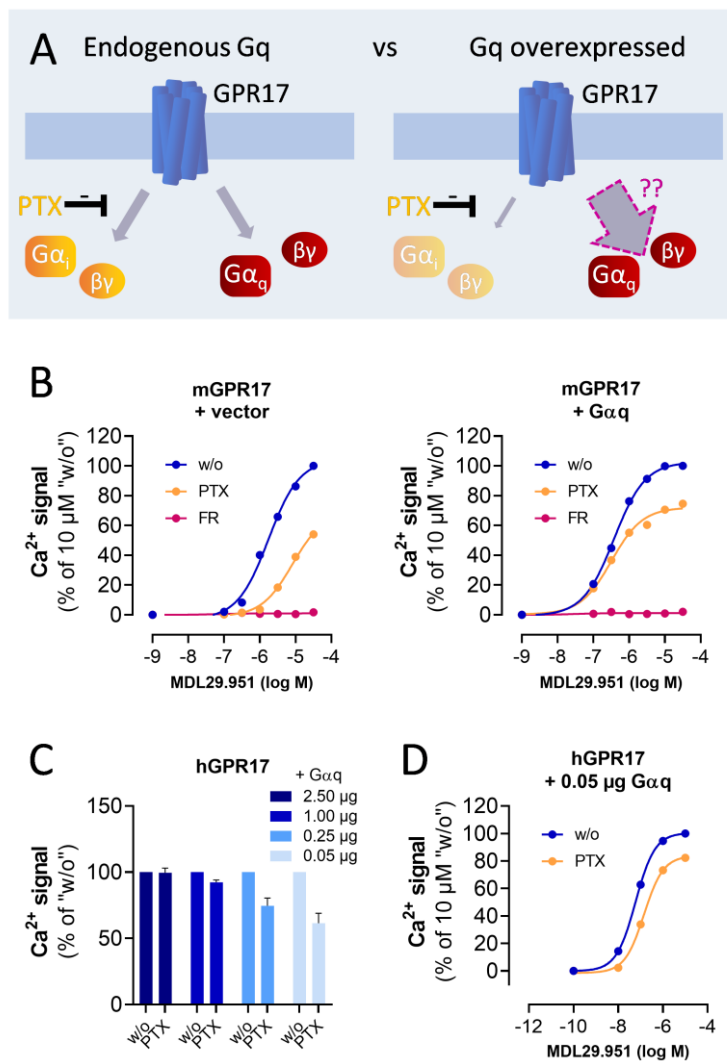 A
Endogenous Gq
vs
Gq overexpressed
GPR17
GPR17
PTX
-
Gαi
βγ
Gαq
βγ
PTX
-
Gαi
βγ
??
Gαq
βγ
B
mGPR17
+ vector
Ca2+ signal
(% of 10 µM "w/o")
120
100
80
60
40
20
0
w/o
PTX
FR
-9 -8 -7 -6 -5 -4
MDL29.951 (log M)
mGPR17
+ Gαq
Ca2+ signal
(% of 10 µM "w/o")
120
100
80
60
40
20
0
w/o
PTX
FR
-9 -8 -7 -6 -5 -4
MDL29.951 (log M)
C
hGPR17
+ Gαq
2.50 µg
1.00 µg
0.25 µg
0.05 µg
Ca2+ signal
(% of "w/o")
150
100
50
0
w/o PTX w/o PTX w/o PTX w/o PTX
D
hGPR17
+ 0.05 µg Gαq
Ca2+ signal
(% of 10 µM "w/o")
120
100
80
60
40
20
0
w/o
PTX
-12 -10 -8 -6 -4
MDL29.951 (log M)